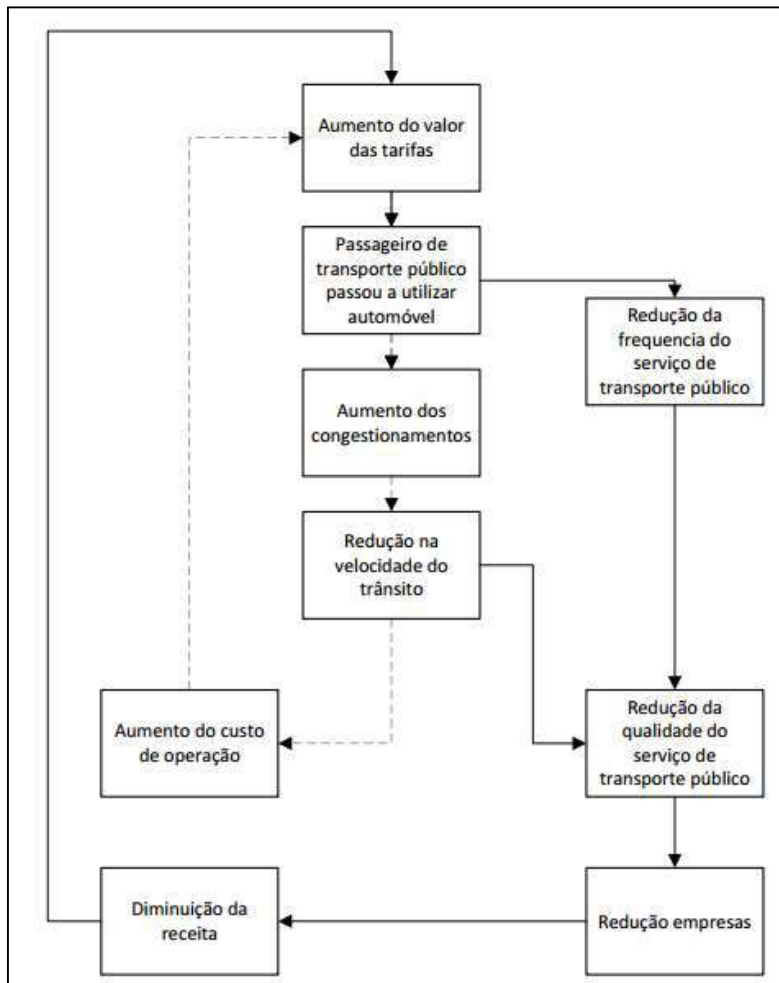 Aumento do valor
das tarifas
Passageiro de
transporte público
passou a utilizar
automóvel
Redução da
frequencia do
serviço de
transporte público
Aumento dos
congestionamentos
Redução na
velocidade do
trânsito
Aumento do custo
de operação
Redução da
qualidade do
serviço de
transporte público
Diminuição da
receita
Redução empresas